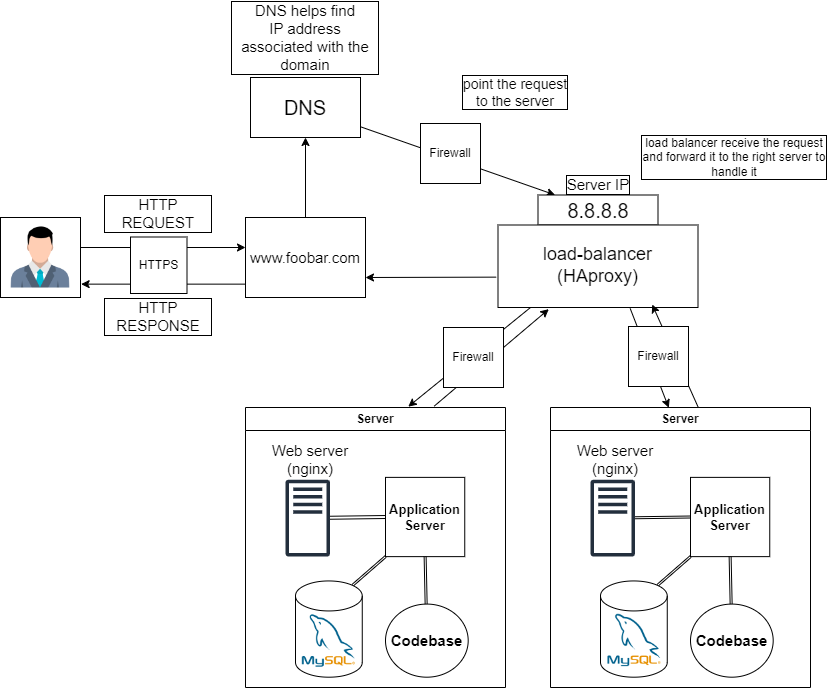 DNS helps find
IP address
associated with the
domain
DNS
point the request
to the server
Firewall
load balancer receive the request
and forward it to the right server to
handle it
Server IP
8.8.8.8
HTTP
REQUEST
HTTPS
www.foobar.com
load-balancer
(HAproxy)
HTTP
RESPONSE
Firewall
Firewall
Server
Web server
(nginx)
Application
Server
MySQL
Codebase
Server
Web server
(nginx)
Application
Server
MySQL
Codebase